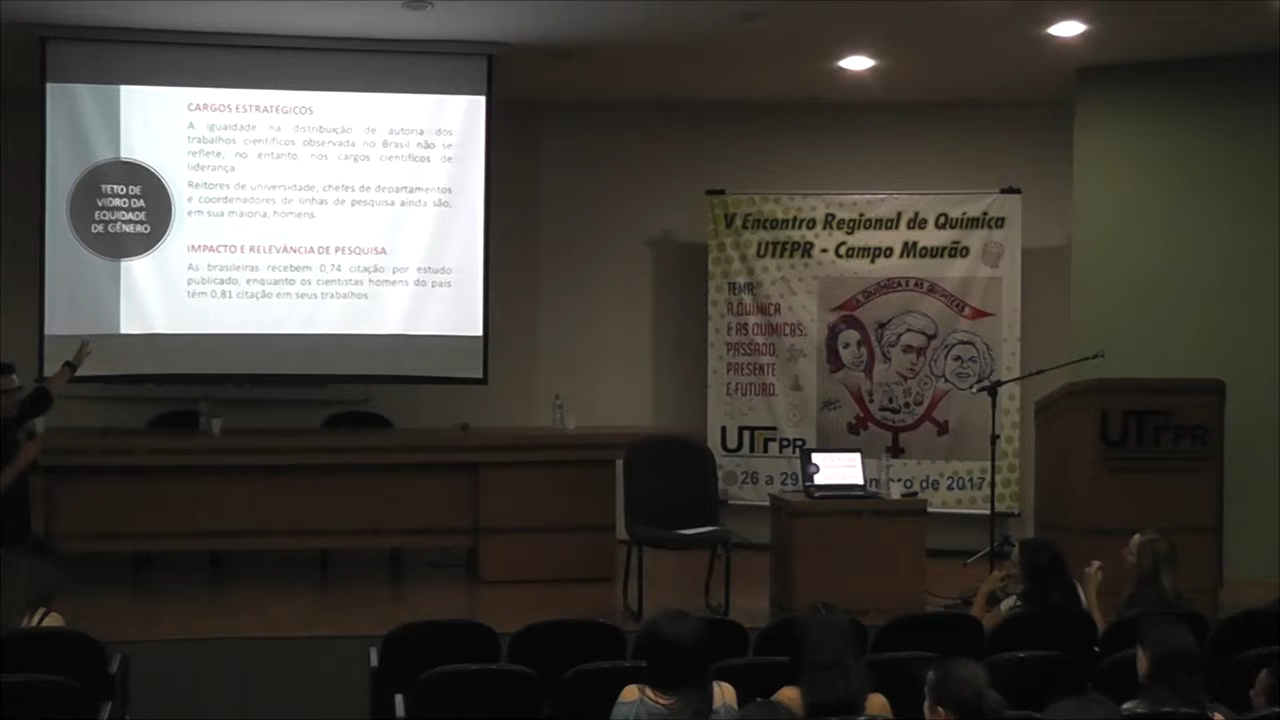 CARGOS ESTRATÉGICOS
A igualdade na distribuição de autoria dos
trabalhos científicos observada no Brasil não se
reflete, no entanto, nos cargos científicos de
liderança
Reitores de universidade, chefes de departamentos
e coordenadores de linhas de pesquisa ainda são,
em sua maioria, homens.
TETO DE
VIDRO DA
EQUIDADE
DE GÊNERO
IMPACTO E RELEVÂNCIA DE PESQUISA
As brasileiras recebem 0,74 citação por estudo
publicado, enquanto os cientistas homens do país
têm 0,81 citação em seus trabalhos
V Encontro Regional de Química
UTFPR - Campo Mourão
TEMA:
A QUÍMICA
E AS QUÍMICAS:
PASSADO,
PRESENTE
E FUTURO.
A QUÍMICA E AS QUÍMICAS
UTFPR
26 a 29 de 2017
UTFPR